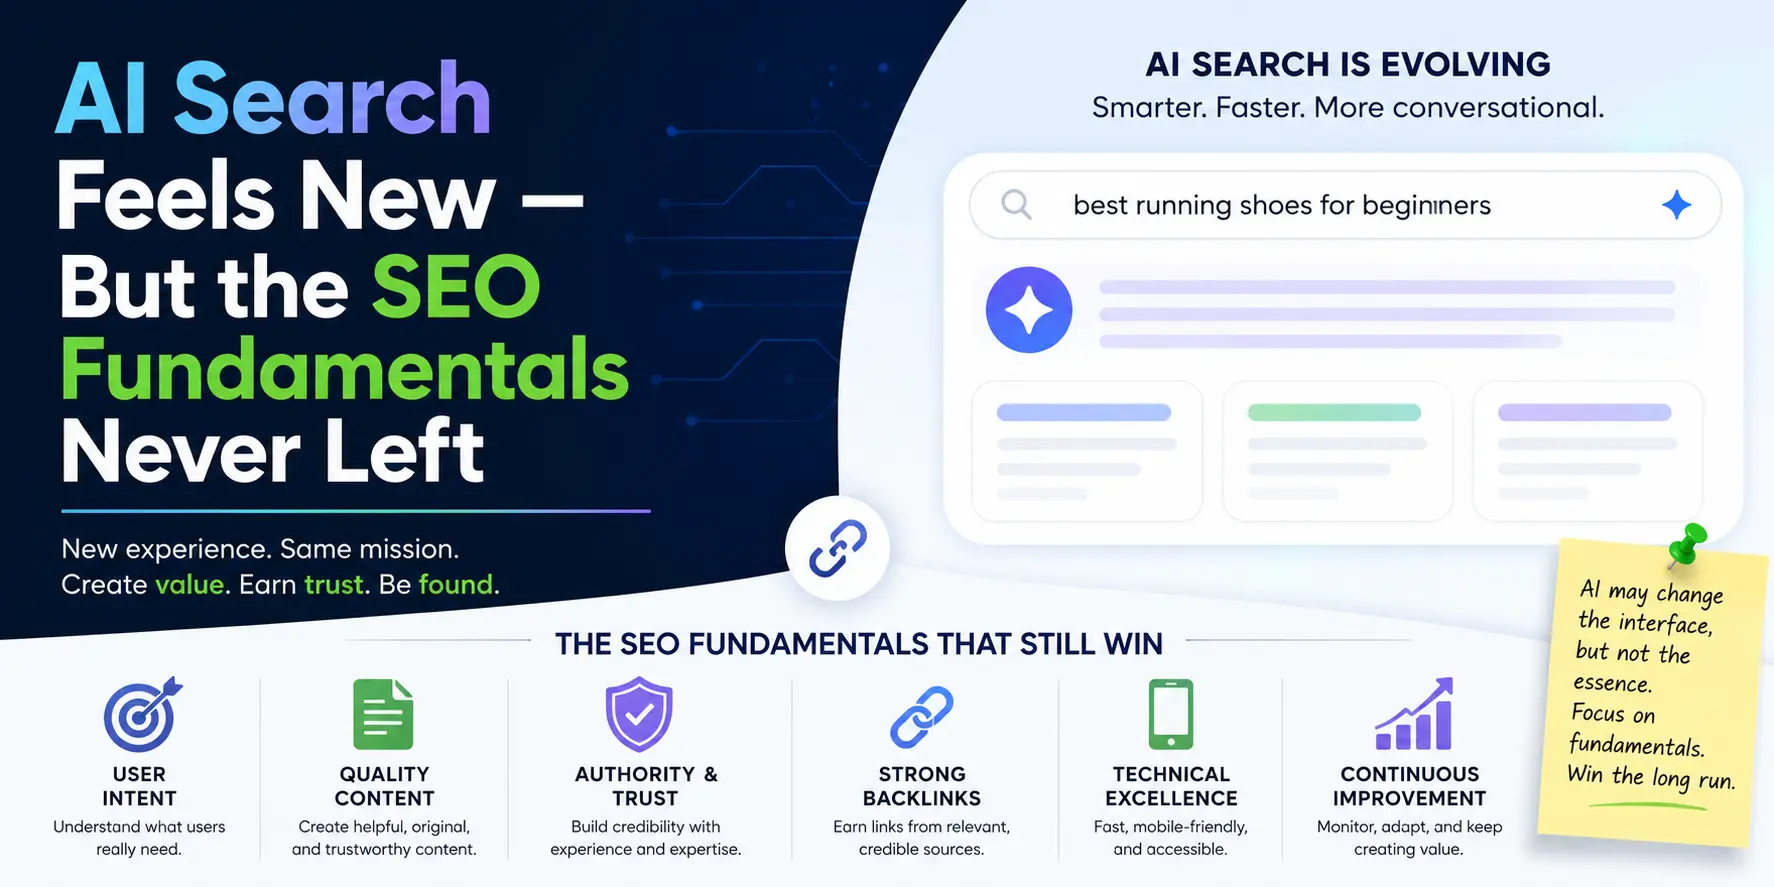 AI Search
Feels New —
But the SEO
Fundamentals
Never Left
New experience. Same mission.
Create value. Earn trust. Be found.
AI SEARCH IS EVOLVING
Smarter. Faster. More conversational.
best running shoes for beginners
THE SEO FUNDAMENTALS THAT STILL WIN
USER
INTENT
Understand what users
really need.
QUALITY
CONTENT
Create helpful, original,
and trustworthy content.
AUTHORITY &
TRUST
Build credibility with
experience and expertise.
STRONG
BACKLINKS
Earn links from relevant,
credible sources.
TECHNICAL
EXCELLENCE
Fast, mobile-friendly,
and accessible.
CONTINUOUS
IMPROVEMENT
Monitor, adapt, and keep
creating value.
AI may change
the interface,
but not the
essence.
Focus on
fundamentals.
Win the long run.